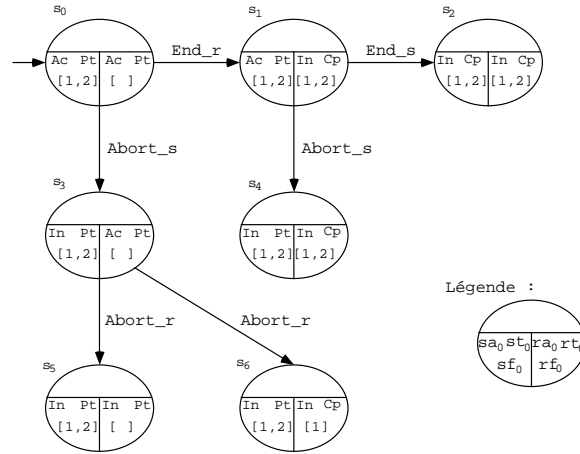 s0 s1 s2
Ac Pt Ac Pt End_r Ac Pt In Cp End_s In Cp In Cp
[1,2] [ ] [1,2] [1,2] [1,2] [1,2]
Abort_s Abort_s
s3 s4
In Pt Ac Pt In Pt In Cp
[1,2] [ ] [1,2] [1,2]
Légende :
Abort_r Abort_r
sa0 st0 ra0 rt0
sf0 rf0
s5 s6
In Pt In Pt In Pt In Cp
[1,2] [ ] [1,2] [1]